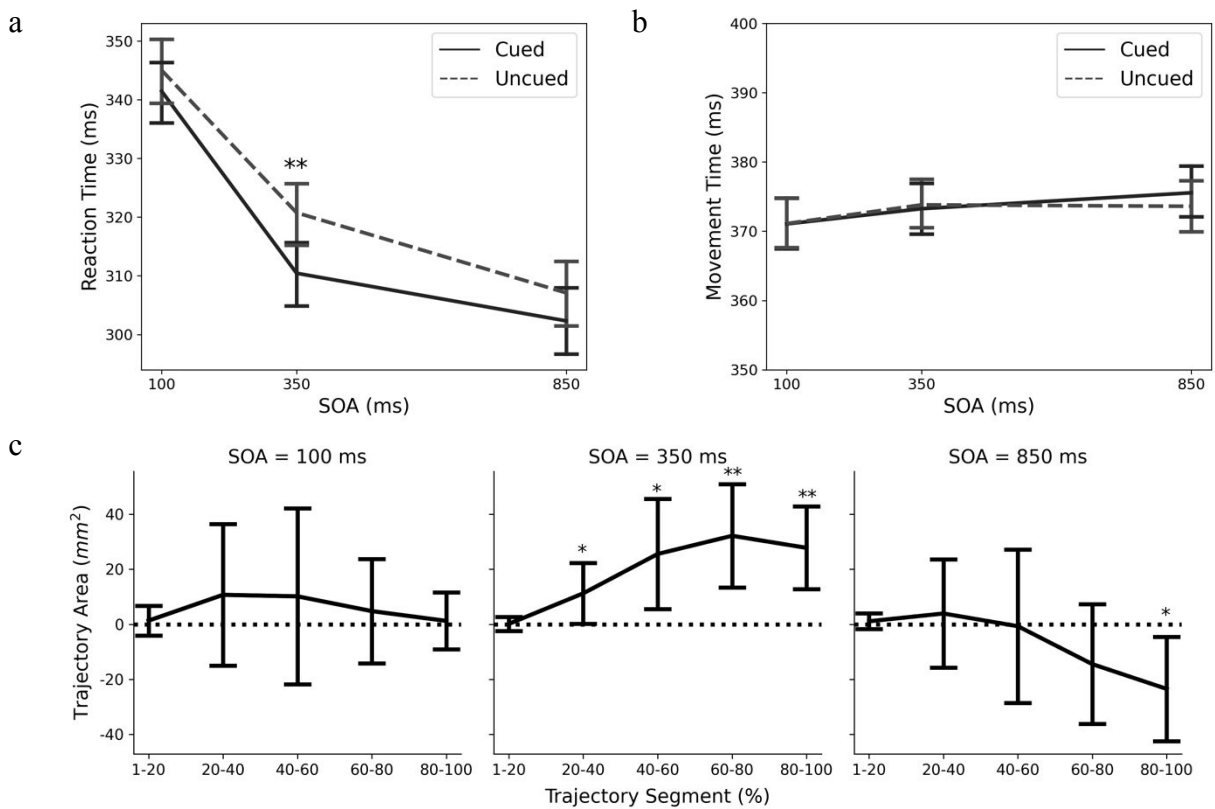 a
350
340
330
320
310
300
Reaction Time (ms)
**
Cued
Uncued
100
350
850
SOA (ms)
b
400
390
380
370
360
350
Movement Time (ms)
Cued
Uncued
100
350
850
SOA (ms)
c
SOA = 100 ms
SOA = 350 ms
SOA = 850 ms
Trajectory Area (mm²)
40
20
0
-20
-40
*
*
**
**
*
1-20
20-40
40-60
60-80
80-100
1-20
20-40
40-60
60-80
80-100
1-20
20-40
40-60
60-80
80-100
Trajectory Segment (%)